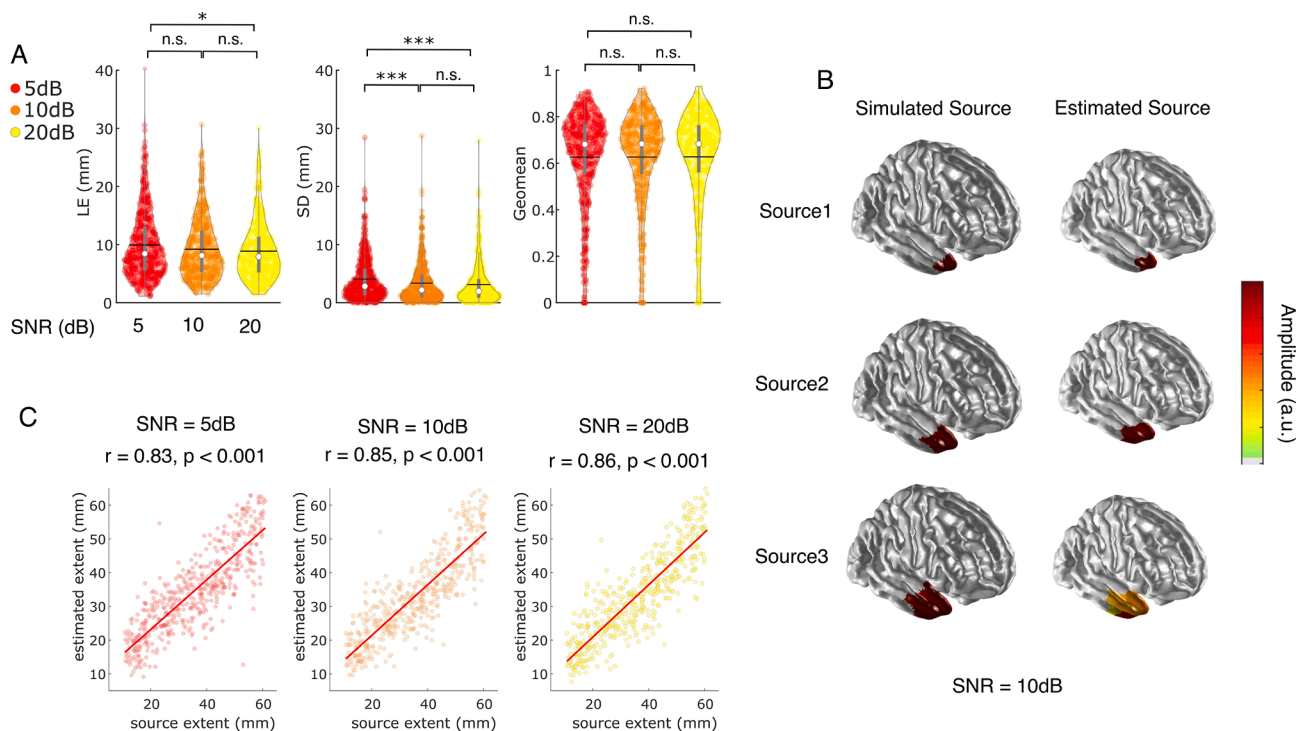 A
5dB
10dB
20dB
*
n.s.
n.s.
40
30
20
10
0
LE (mm)
SNR (dB)
5
10
20
***
***
n.s.
40
30
20
10
0
SD (mm)
n.s.
n.s.
n.s.
1
0.8
0.6
0.4
0.2
0
Geomean
B
Simulated Source
Estimated Source
Source1
Source2
Source3
Amplitude (a.u.)
SNR = 10dB
C
SNR = 5dB
r = 0.83, p < 0.001
60
50
40
30
20
10
estimated extent (mm)
20
40
60
source extent (mm)
SNR = 10dB
r = 0.85, p < 0.001
60
50
40
30
20
10
estimated extent (mm)
20
40
60
source extent (mm)
SNR = 20dB
r = 0.86, p < 0.001
60
50
40
30
20
10
estimated extent (mm)
20
40
60
source extent (mm)